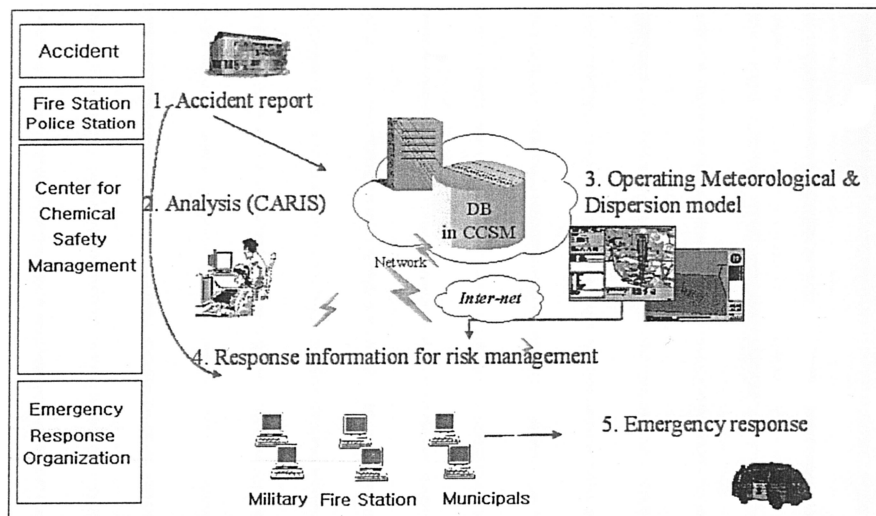 Accident
Fire Station
Police Station
Center for
Chemical
Safety
Management
Emergency
Response
Organization
1. Accident report
2. Analysis (CARIS)
DB
in CCSM
Network
Inter-net
3. Operating Meteorological &
Dispersion model
4. Response information for risk management
5. Emergency response
Military
Fire Station
Municipals